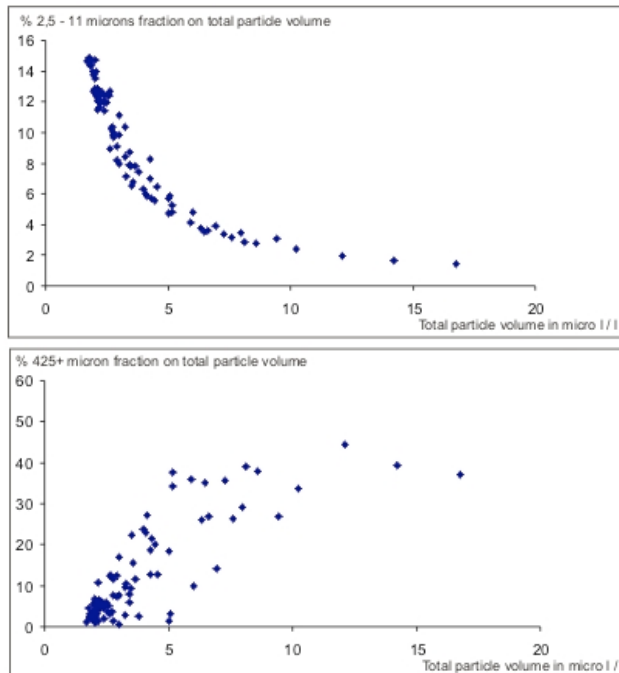 % 2,5 - 11 microns fraction on total particle volume
16
14
12
10
8
6
4
2
0
0 5 10 15 20
Total particle volume in micro l / l
% 425+ micron fraction on total particle volume
60
50
40
30
20
10
0
0 5 10 15 20
Total particle volume in micro l /